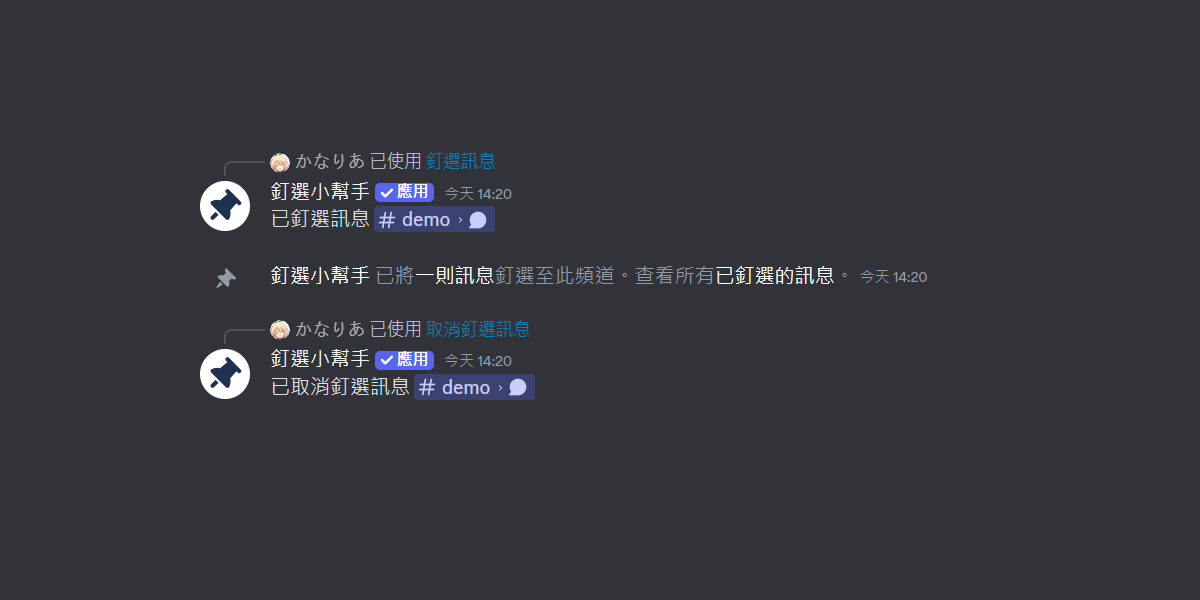 かなりあ 已使用 釘選訊息
釘選小幫手 應用 今天 14:20
已釘選訊息 # demo ›
釘選小幫手 已將一則訊息釘選至此頻道。查看所有已釘選的訊息。 今天 14:20
かなりあ 已使用 取消釘選訊息
釘選小幫手 應用 今天 14:20
已取消釘選訊息 # demo ›